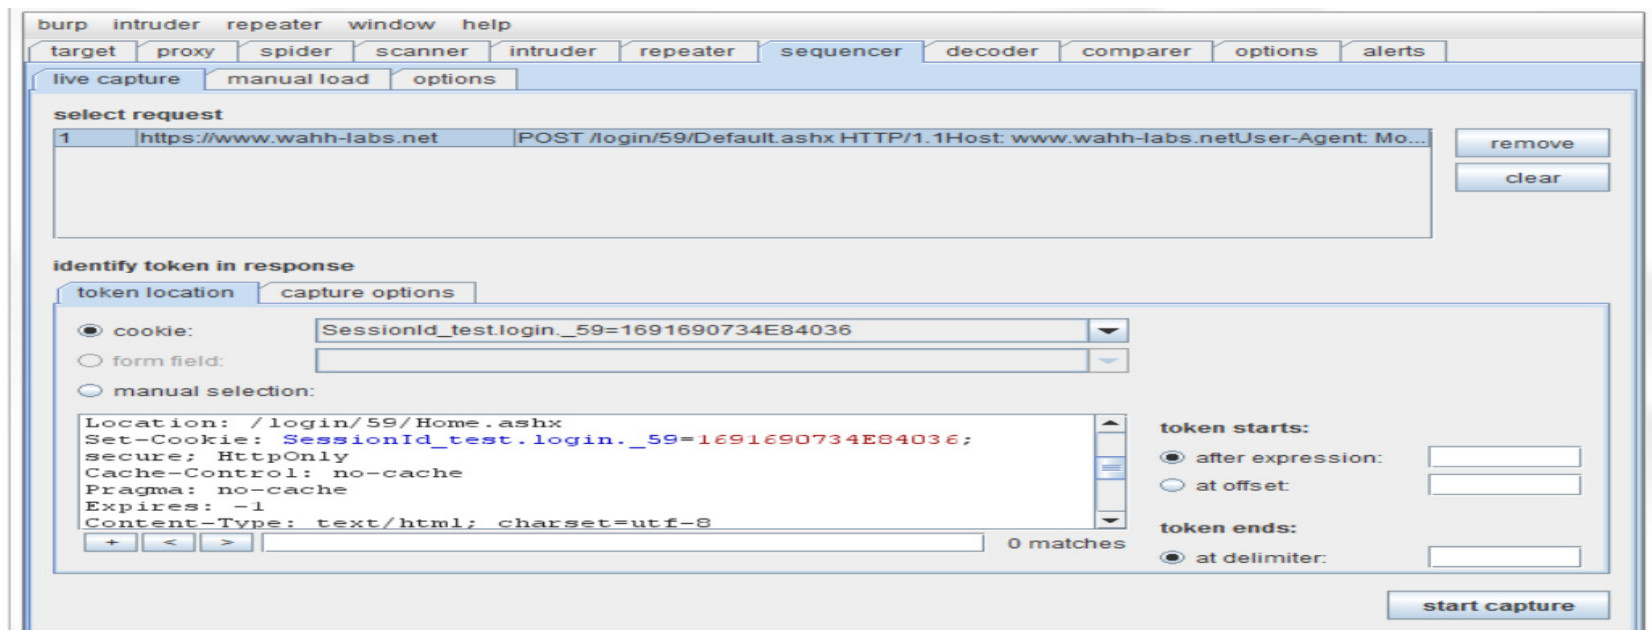 burp intruder repeater window help
target proxy spider scanner intruder repeater sequencer decoder comparer options alerts
live capture manual load options
select request
1 https://www.wahh-labs.net POST /login/59/Default.ashx HTTP/1.1Host: www.wahh-labs.netUser-Agent: Mo...
remove
clear
identify token in response
token location capture options
cookie: SessionId_test.login._59=1691690734E84036
form field:
manual selection:
Location: /login/59/Home.ashx
Set-Cookie: SessionId_test.login._59=1691690734E84036;
secure; HttpOnly
Cache-Control: no-cache
Pragma: no-cache
Expires: -1
Content-Type: text/html; charset=utf-8
+ < > 0 matches
token starts:
after expression:
at offset:
token ends:
at delimiter:
start capture